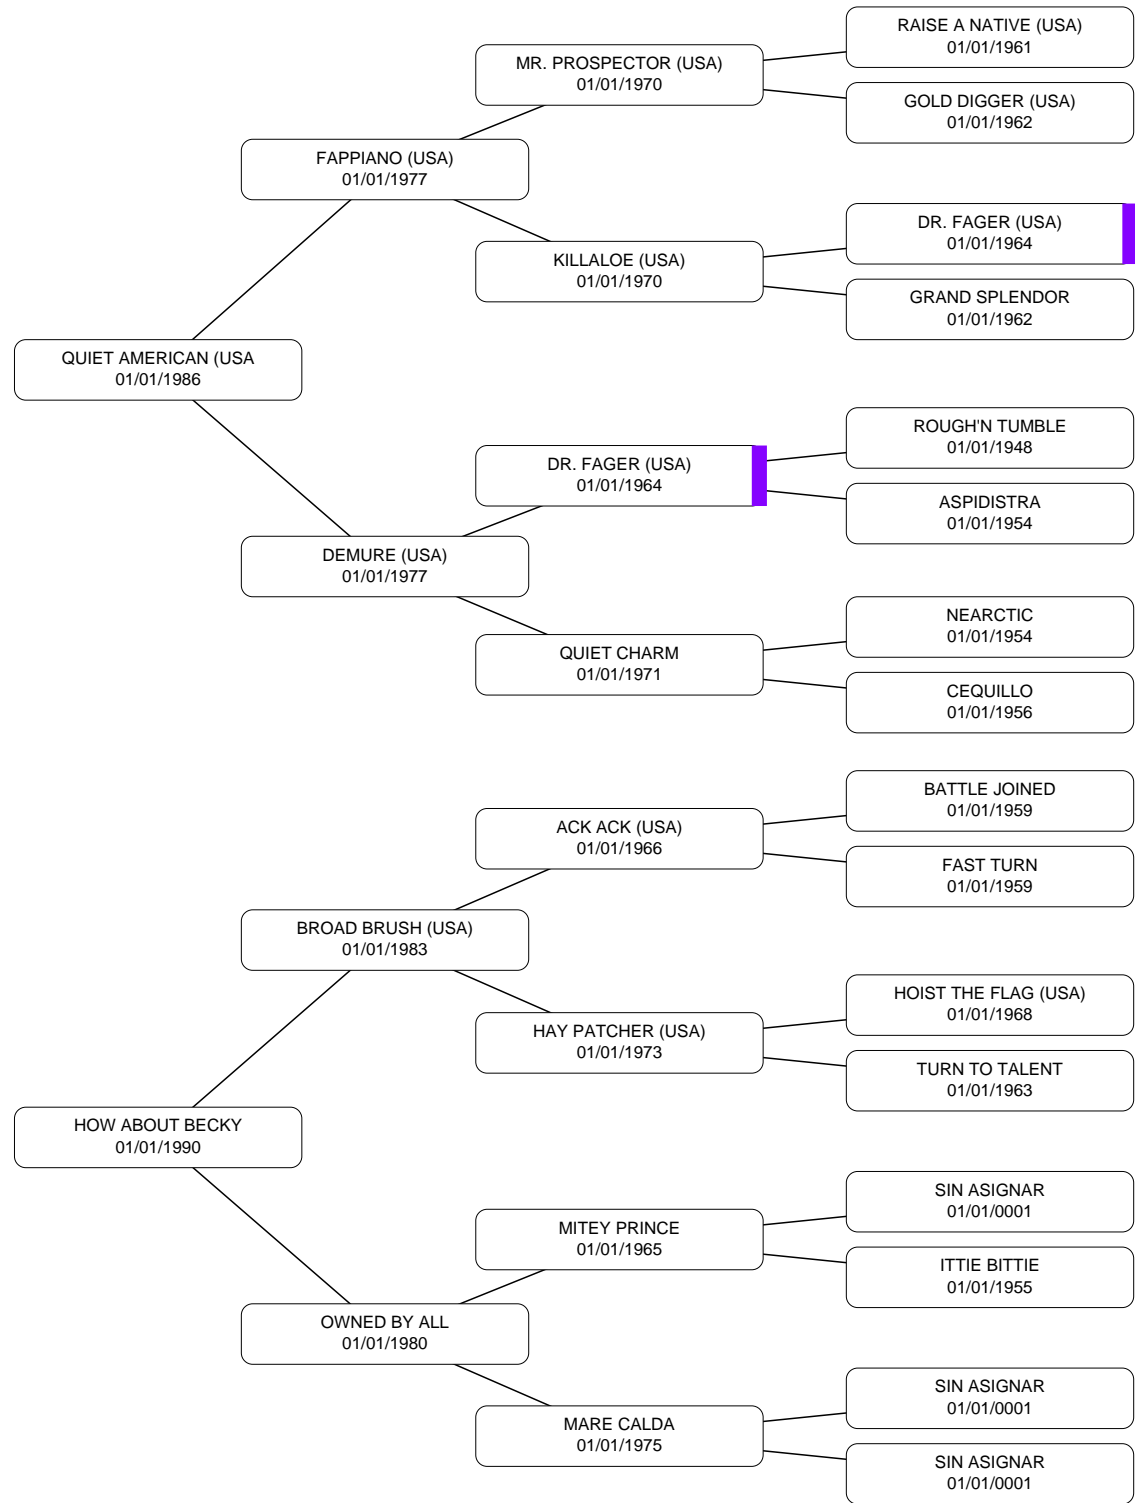 RAISE A NATIVE (USA)
01/01/1961
MR. PROSPECTOR (USA)
01/01/1970
GOLD DIGGER (USA)
01/01/1962
FAPPIANO (USA)
01/01/1977
DR. FAGER (USA)
01/01/1964
KILLALOE (USA)
01/01/1970
GRAND SPLENDOR
01/01/1962
QUIET AMERICAN (USA
01/01/1986
ROUGH'N TUMBLE
01/01/1948
DR. FAGER (USA)
01/01/1964
ASPIDISTRA
01/01/1954
DEMURE (USA)
01/01/1977
NEARCTIC
01/01/1954
QUIET CHARM
01/01/1971
CEQUILLO
01/01/1956
BATTLE JOINED
01/01/1959
ACK ACK (USA)
01/01/1966
FAST TURN
01/01/1959
BROAD BRUSH (USA)
01/01/1983
HOIST THE FLAG (USA)
01/01/1968
HAY PATCHER (USA)
01/01/1973
TURN TO TALENT
01/01/1963
HOW ABOUT BECKY
01/01/1990
SIN ASIGNAR
01/01/0001
MITEY PRINCE
01/01/1965
ITTIE BITTIE
01/01/1955
OWNED BY ALL
01/01/1980
SIN ASIGNAR
01/01/0001
MARE CALDA
01/01/1975
SIN ASIGNAR
01/01/0001